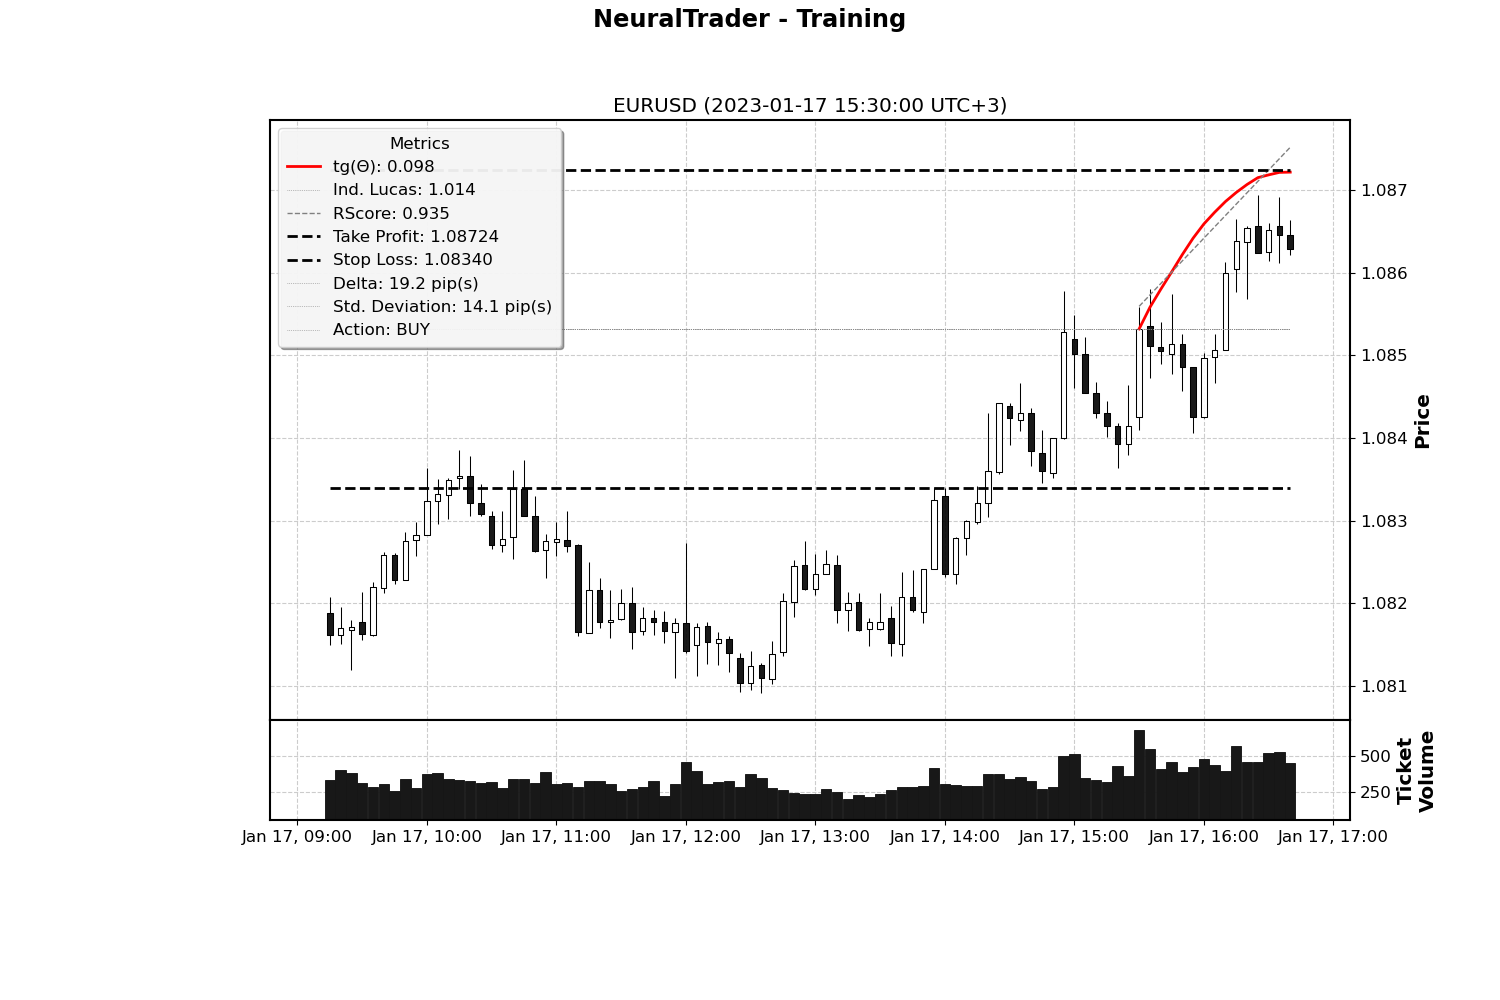 NeuralTrader - Training
EURUSD (2023-01-17 15:30:00 UTC+3)
Metrics
tg(Θ): 0.098
Ind. Lucas: 1.014
RScore: 0.935
Take Profit: 1.08724
Stop Loss: 1.08340
Delta: 19.2 pip(s)
Std. Deviation: 14.1 pip(s)
Action: BUY
1.087
1.086
1.085
1.084
1.083
1.082
1.081
Price
500
250
Ticket
Volume
Jan 17, 09:00
Jan 17, 10:00
Jan 17, 11:00
Jan 17, 12:00
Jan 17, 13:00
Jan 17, 14:00
Jan 17, 15:00
Jan 17, 16:00
Jan 17, 17:00